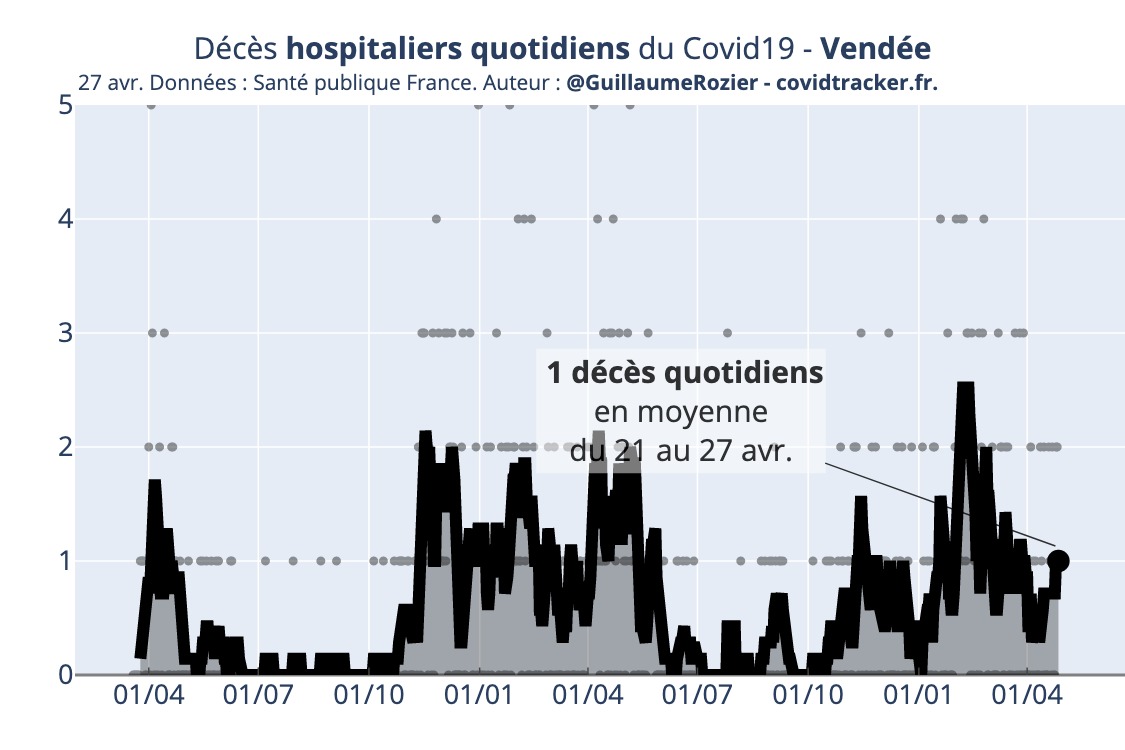 Décès hospitaliers quotidiens du Covid19 - Vendée
27 avr. Données : Santé publique France. Auteur : @GuillaumeRozier - covidtracker.fr.
5
4
3
2
1
0
1 décès quotidiens
en moyenne
du 21 au 27 avr.
01/04 01/07 01/10 01/01 01/04 01/07 01/10 01/01 01/04